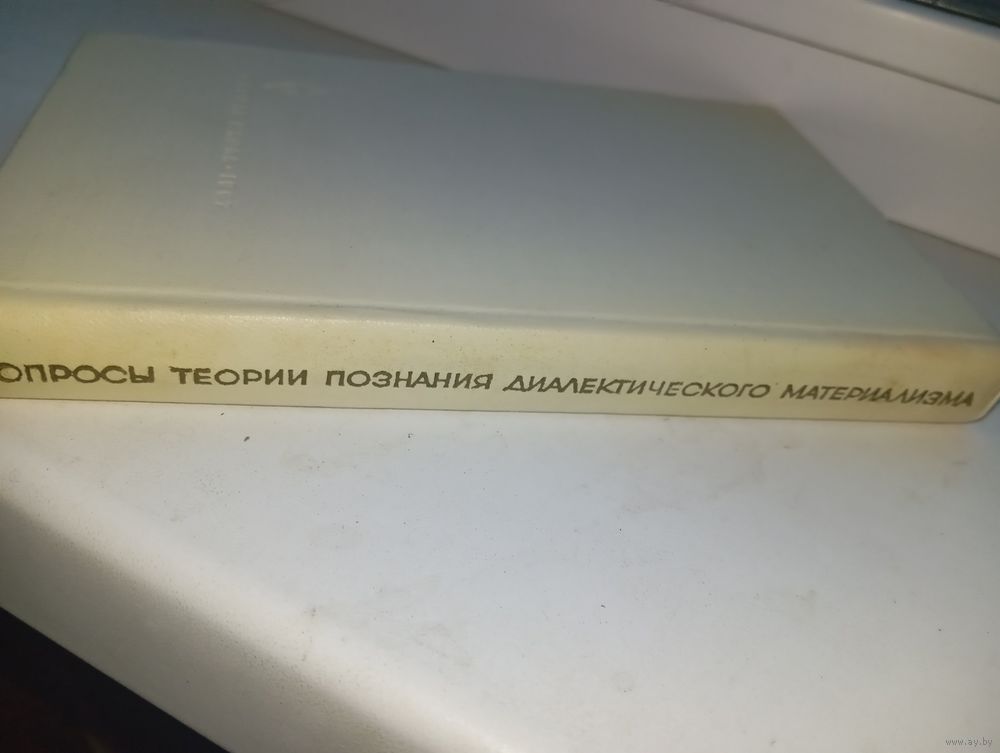 ОПРОСЫ ТЕОРИИ ПОЗНАНИЯ ДИАЛЕКТИЧЕСКОГО МАТЕРИАЛИЗМА
www.ay.by